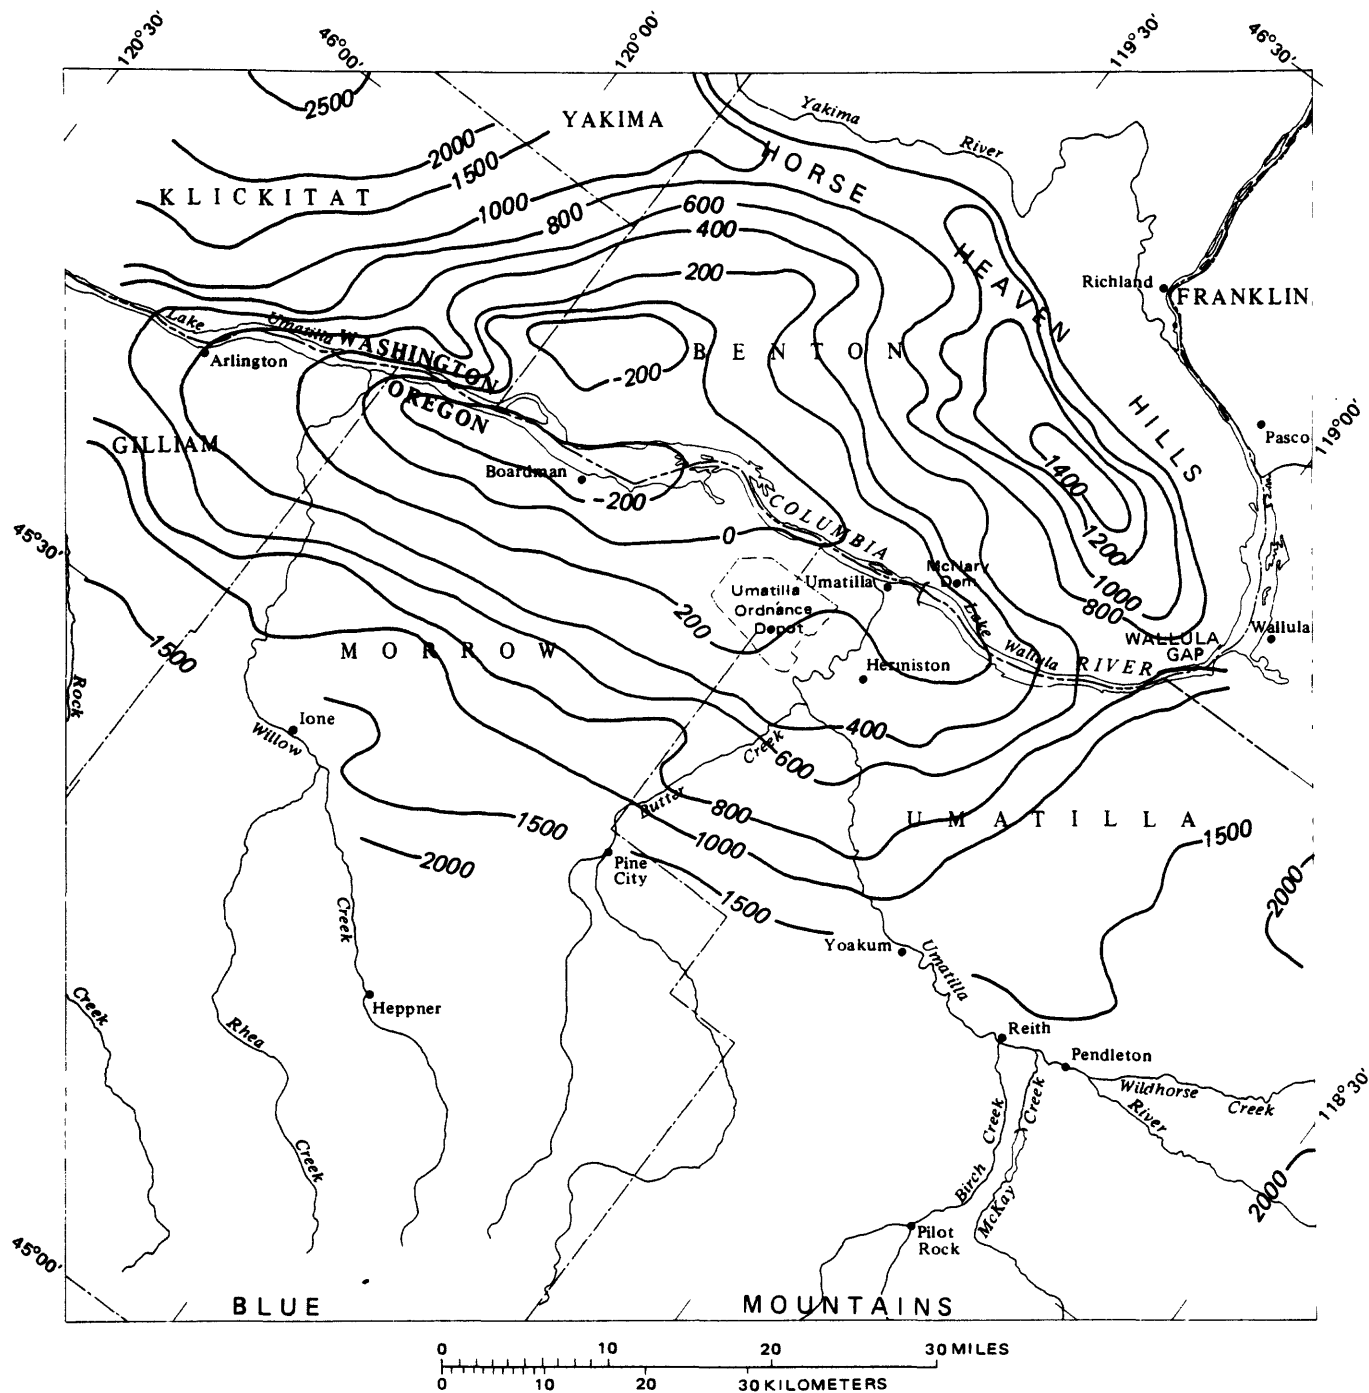 120°30'
46°00'
120°00'
119°30'
46°30'
2500
YAKIMA
Yakima
River
2000
1500
HORSE
KLICKITAT
1000
800
600
400
200
HEAVEN
Richland
FRANKLIN
Lake
Umatilla
WASHINGTON
Arlington
BENTON
-200
OREGON
HILLS
119°00'
GILLIAM
Pasco
Boardman
-200
1400
COLUMBIA
0
1200
45°30'
McNary
Dam
Umatilla
Umatilla
Ordnance
Depot
1000
800
200
Lake
Wallula
WALLULA
GAP
Wallula
RIVER
1500
MORROW
Hermiston
Rock
Ione
Willow
400
Creek
600
Butter
800
UMATILLA
1500
1500
1000
2000
Pine
City
2000
1500
Creek
Yoakum
Umatilla
Creek
Heppner
Rhea
Reith
Pendleton
Wildhorse
Creek
River
118°30'
Creek
Creek
Creek
Birch
McKay
2000
Pilot
Rock
45°00'
BLUE
MOUNTAINS
0 10 20 30 MILES
0 10 20 30 KILOMETERS